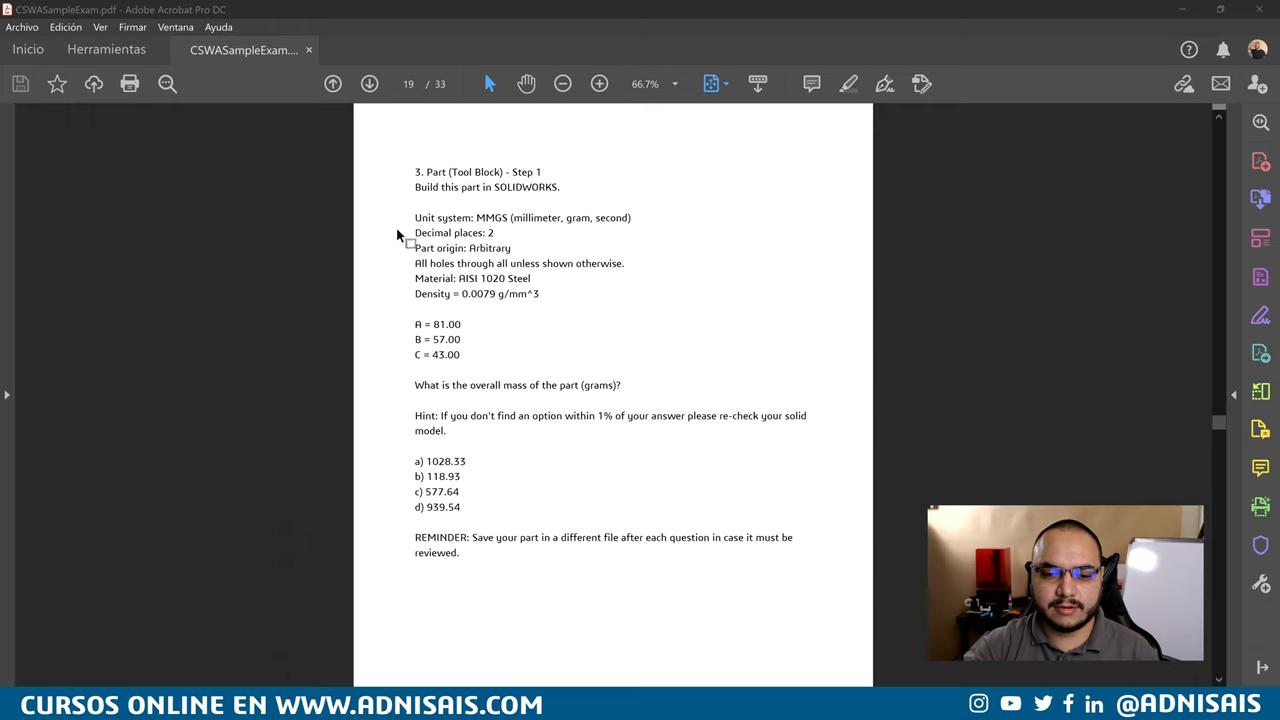 CSWASampleExam.pdf - Adobe Acrobat Pro DC
Archivo Edición Ver Firmar Ventana Ayuda
Inicio Herramientas CSWASampleExam.... ×
19 / 33 66.7%
3. Part (Tool Block) - Step 1
Build this part in SOLIDWORKS.
Unit system: MMGS (millimeter, gram, second)
Decimal places: 2
Part origin: Arbitrary
All holes through all unless shown otherwise.
Material: AISI 1020 Steel
Density = 0.0079 g/mm^3
A = 81.00
B = 57.00
C = 43.00
What is the overall mass of the part (grams)?
Hint: If you don't find an option within 1% of your answer please re-check your solid
model.
a) 1028.33
b) 118.93
c) 577.64
d) 939.54
REMINDER: Save your part in a different file after each question in case it must be
reviewed.
CURSOS ONLINE EN WWW.ADNISAIS.COM @ADNISAIS